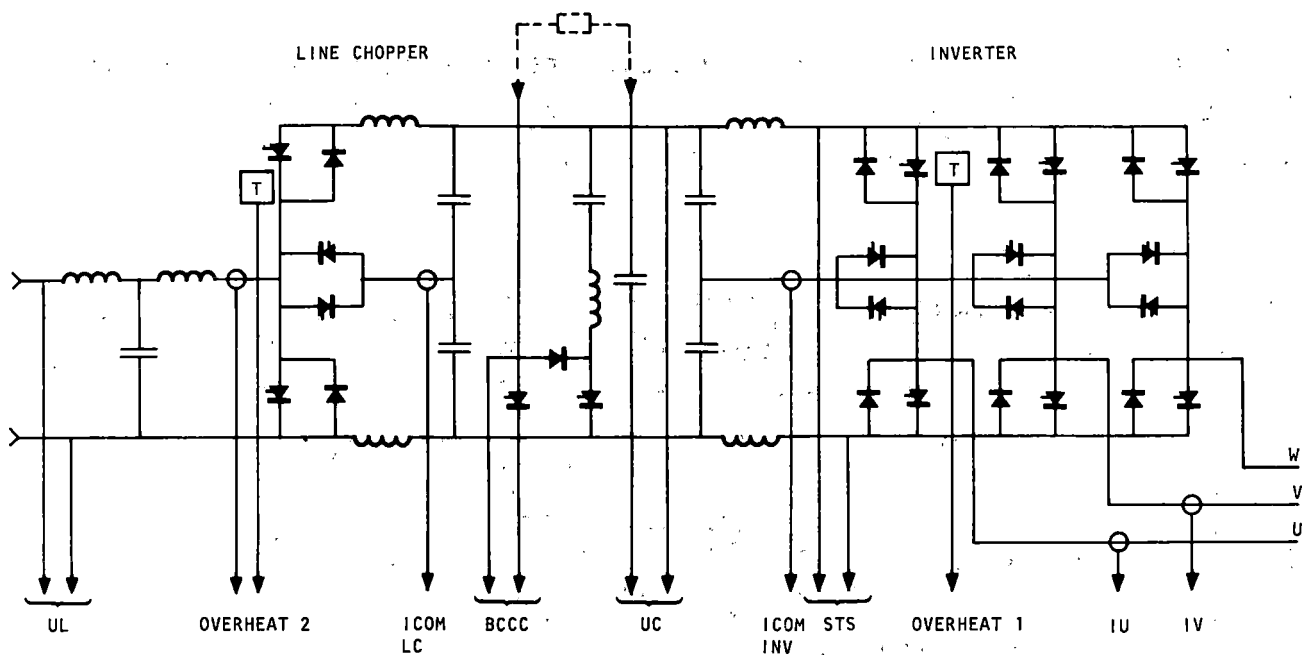 LINE CHOPPER
INVERTER
T
T
W
V
U
UL
OVERHEAT 2
ICOM
LC
BCCC
UC
ICOM
INV
STS
OVERHEAT 1
IU
IV